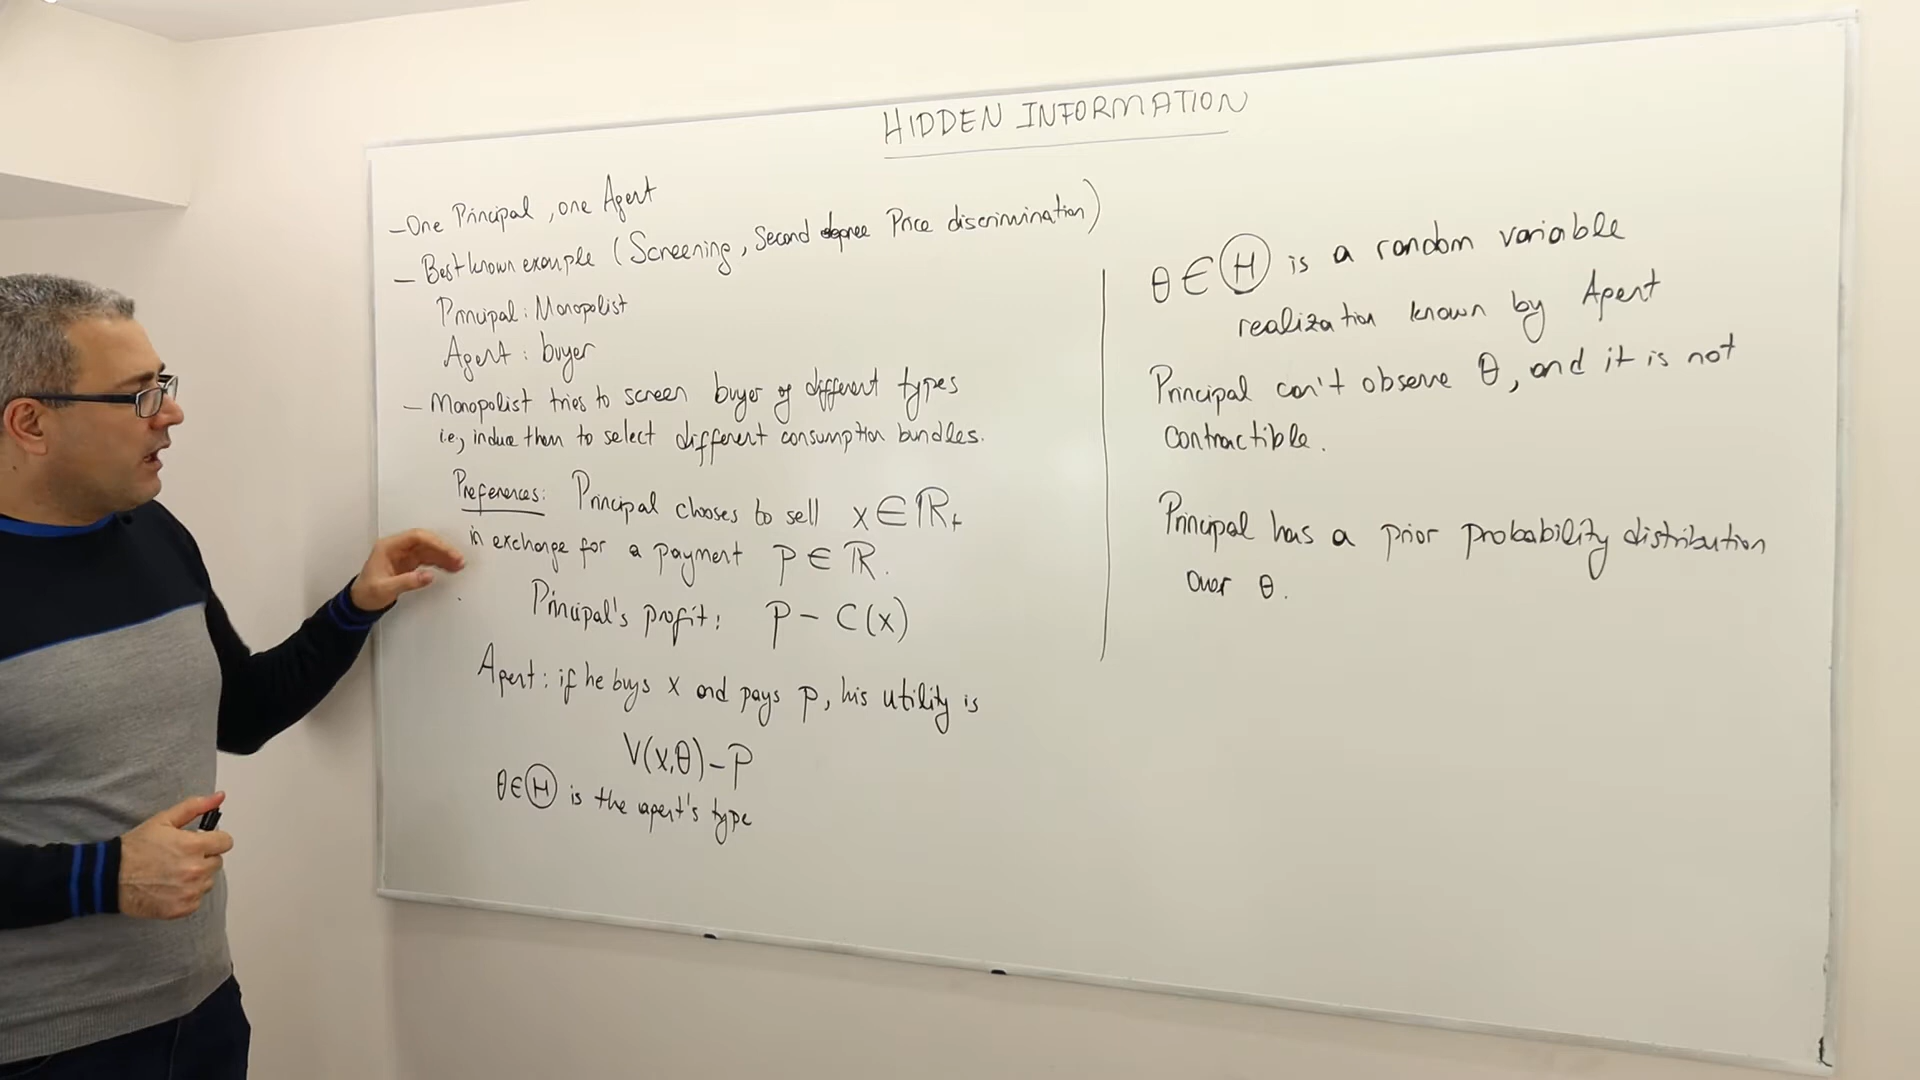 HIDDEN INFORMATION
– One Principal, one Agent
– Best known example (Screening, Second degree Price discrimination)
Principal: Monopolist
Agent: buyer
– Monopolist tries to screen buyer of different types
i.e., induce them to select different consumption bundles.
Preferences: Principal chooses to sell x ∈ ℝ₊
in exchange for a payment p ∈ ℝ.
Principal's profit: p – c(x)
Agent: if he buys x and pays p, his utility is
V(x,θ) – p
θ ∈ Ⓗ is the agent's type
θ ∈ Ⓗ is a random variable
realization known by Agent
Principal can't observe θ, and it is not
contractible.
Principal has a prior probability distribution
over θ.